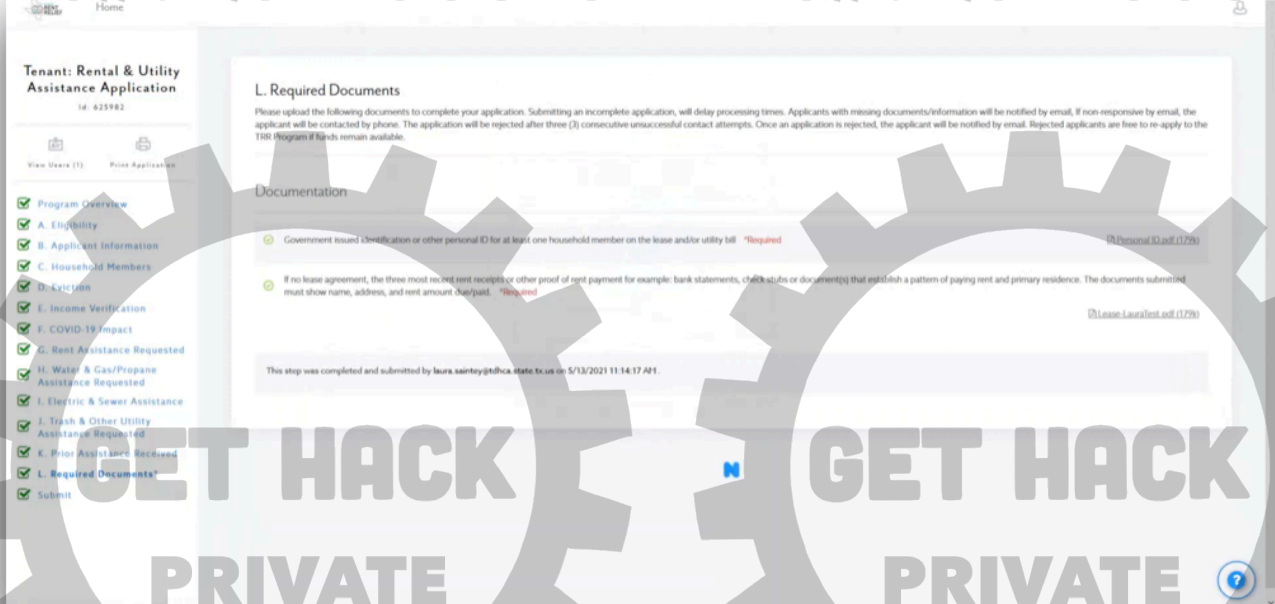 RENT
RELIEF
Home
Tenant: Rental & Utility
Assistance Application
Id: 625982
View Users (1)
Print Application
Program Overview
A. Eligibility
B. Applicant Information
C. Household Members
D. Eviction
E. Income Verification
F. COVID-19 Impact
G. Rent Assistance Requested
H. Water & Gas/Propane
Assistance Requested
I. Electric & Sewer Assistance
J. Trash & Other Utility
Assistance Requested
K. Prior Assistance Received
L. Required Documents*
Submit
L. Required Documents
Please upload the following documents to complete your application. Submitting an incomplete application, will delay processing times. Applicants with missing documents/information will be notified by email, if non-responsive by email, the
applicant will be contacted by phone. The application will be rejected after three (3) consecutive unsuccessful contact attempts. Once an application is rejected, the applicant will be notified by email. Rejected applicants are free to re-apply to the
TRR Program if funds remain available.
Documentation
Government issued identification or other personal ID for at least one household member on the lease and/or utility bill *Required
Personal ID.pdf (179k)
If no lease agreement, the three most recent rent receipts or other proof of rent payment for example: bank statements, check stubs or document(s) that establish a pattern of paying rent and primary residence. The documents submitted
must show name, address, and rent amount due/paid. *Required
Lease-LauraTest.pdf (179k)
This step was completed and submitted by laura.saintey@tdhca.state.tx.us on 5/13/2021 11:14:17 AM.
N
GET HACK
PRIVATE
GET HACK
PRIVATE
?